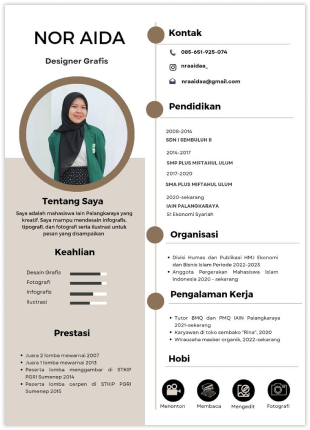 NOR AIDA
Designer Grafis
Tentang Saya
Saya adalah mahasiswa Iain Palangkaraya yang
kreatif. Saya mampu mendesain infografis,
tipografi, dan fotografi serta ilustrasi untuk
pesan yang disampaikan
Keahlian
Desain Grafis
Fotografi
Infografis
Ilustrasi
Prestasi
Juara 2 lomba mewarnai 2007
Juara 1 lomba mewarnai 2013
Peserta lomba menggambar di STKIP
PGRI Sumenep 2014
Peserta lomba cerpen di STKIP PGRI
Sumenep 2015
Kontak
085-651-925-074
nraaidaa_
nraaidaa@gmail.com
Pendidikan
2008-2014
SDN 1 SEMBULUH II
2014-2017
SMP PLUS MIFTAHUL ULUM
2017-2020
SMA PLUS MIFTAHUL ULUM
2020-sekarang
IAIN PALANGKARAYA
S1 Ekonomi Syariah
Organisasi
Divisi Humas dan Publikasi HMJ Ekonomi
dan Bisnis Islam Periode 2022-2023
Anggota Pergerakan Mahasiswa Islam
Indonesia 2020 - sekarang
Pengalaman Kerja
Tutor BMQ dan PMQ IAIN Palangkaraya
2021-sekarang
Karyawan di toko sembako "Rina", 2020
Wirausaha masker organik, 2022-sekarang
Hobi
Menonton
Membaca
Mengedit
Fotografi